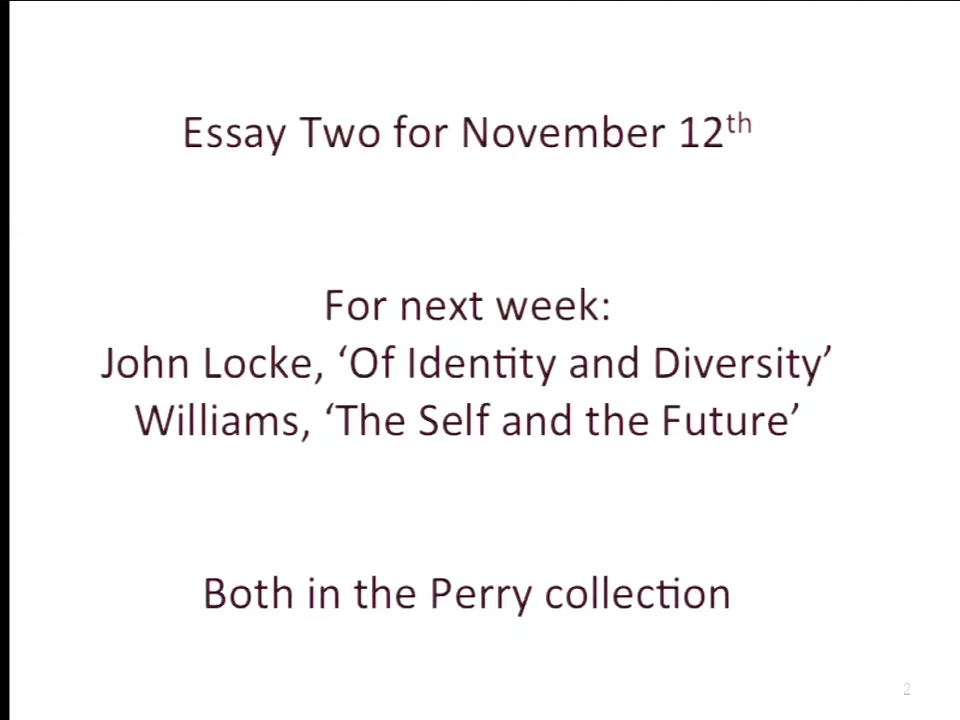 Essay Two for November 12th
For next week:
John Locke, ‘Of Identity and Diversity’
Williams, ‘The Self and the Future’
Both in the Perry collection
2